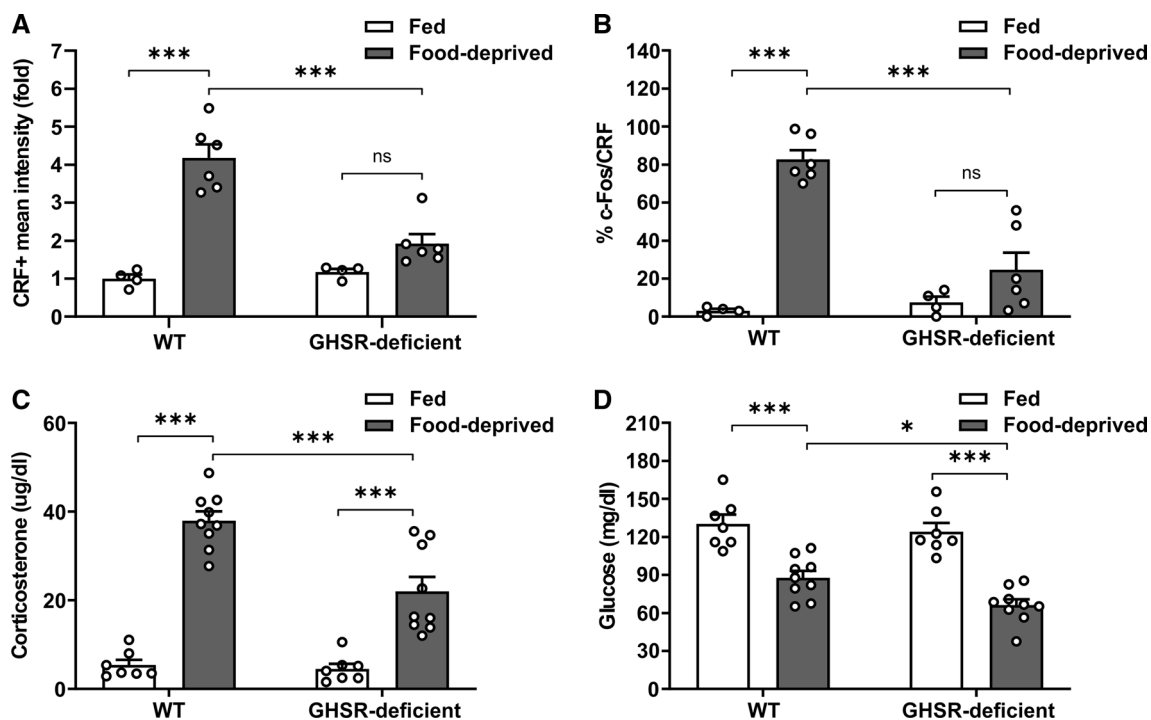 A
Fed
Food-deprived
CRF+ mean intensity (fold)
7
6
5
4
3
2
1
0
***
***
ns
WT
GHSR-deficient
B
Fed
Food-deprived
% c-Fos/CRF
140
120
100
80
60
40
20
0
***
***
ns
WT
GHSR-deficient
C
Fed
Food-deprived
Corticosterone (ug/dl)
60
40
20
0
***
***
***
WT
GHSR-deficient
D
Fed
Food-deprived
Glucose (mg/dl)
210
180
150
120
90
60
30
0
***
*
***
WT
GHSR-deficient